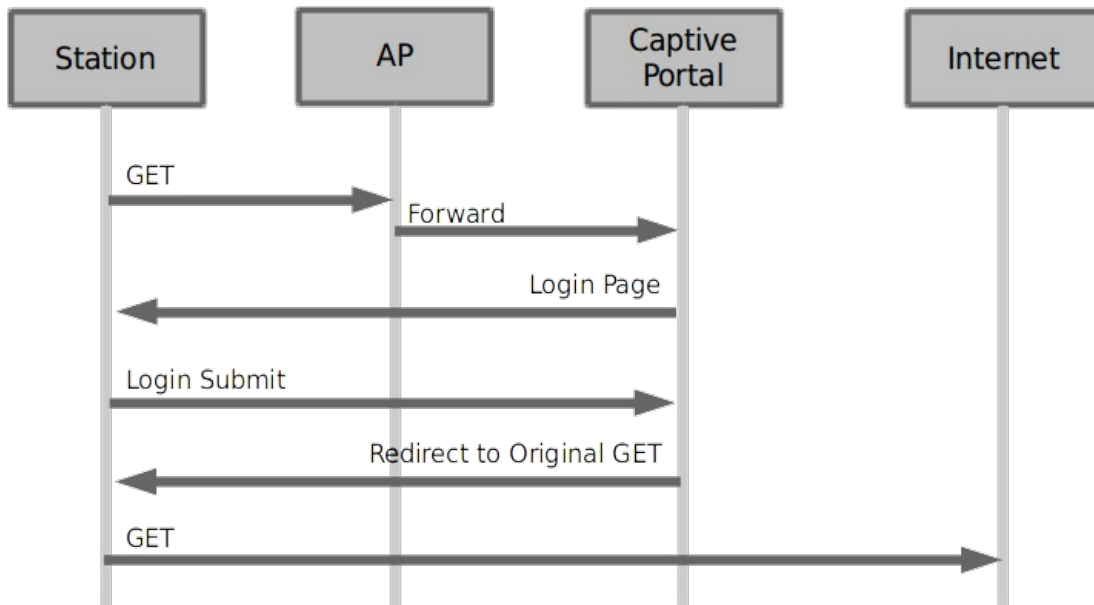 Station
AP
Captive
Portal
Internet
GET
Forward
Login Page
Login Submit
Redirect to Original GET
GET